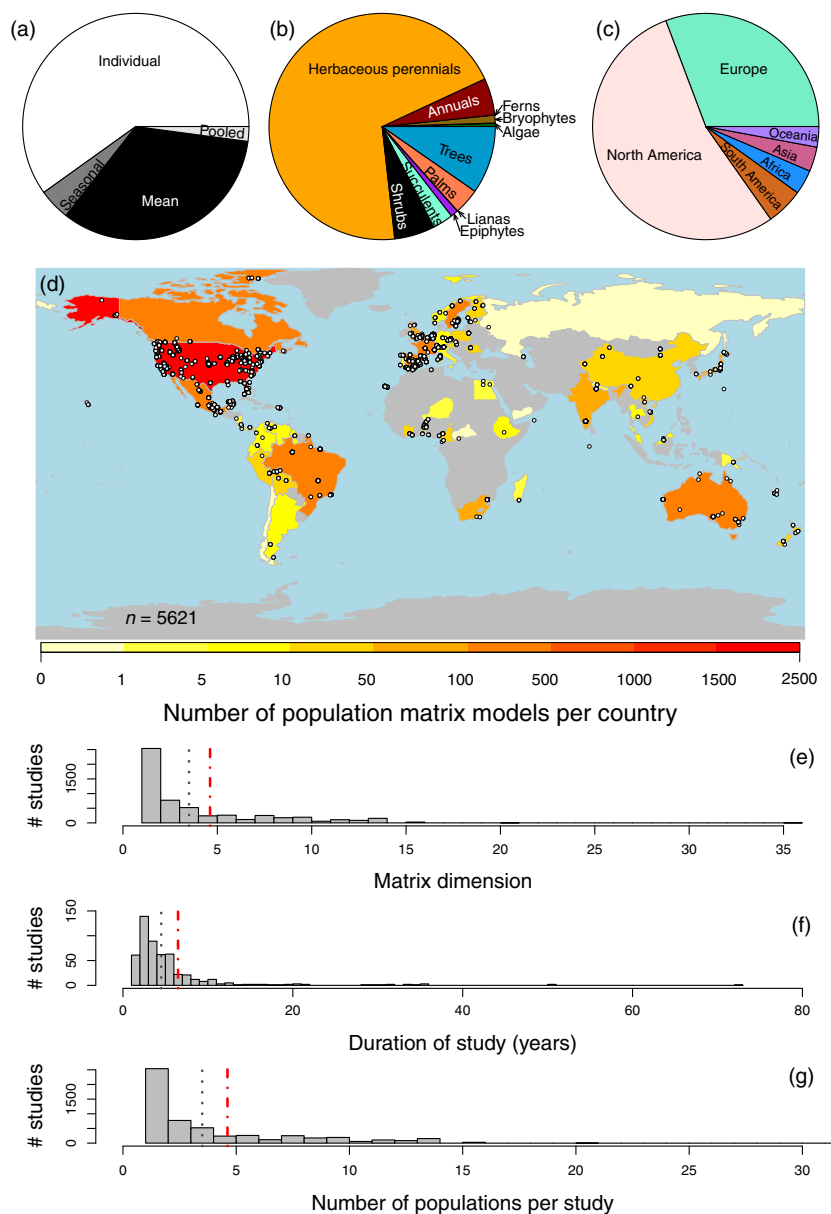 (a)
Individual
Pooled
Seasonal
Mean
(b)
Herbaceous perennials
Annuals
Ferns
Bryophytes
Algae
Trees
Palms
Lianas
Epiphytes
Succulents
Shrubs
(c)
Europe
North America
Oceania
Asia
Africa
South America
(d)
n = 5621
0 1 5 10 50 100 500 1000 1500 2500
Number of population matrix models per country
(e)
# studies
0 1500
0 5 10 15 20 25 30 35
Matrix dimension
(f)
# studies
0 50 150
0 20 40 60 80
Duration of study (years)
(g)
# studies
0 1500
0 5 10 15 20 25 30
Number of populations per study